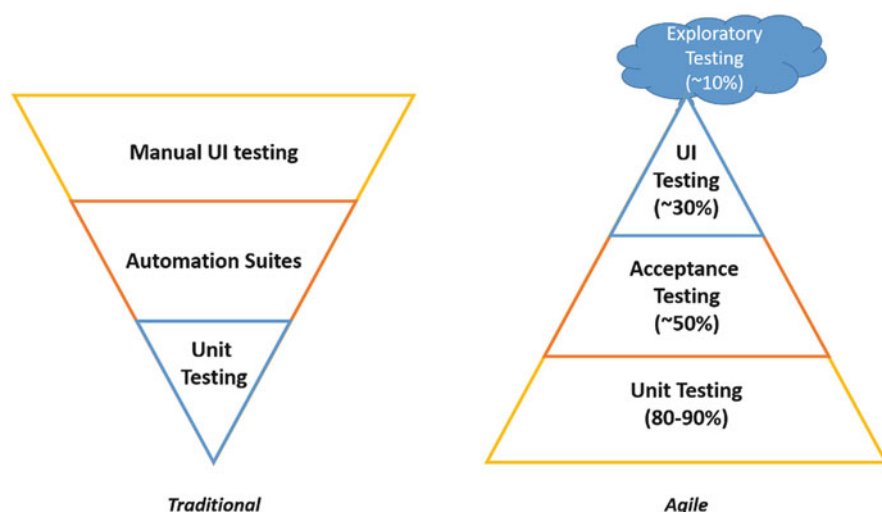 Manual UI testing
Automation Suites
Unit
Testing
Traditional
Exploratory
Testing
(~10%)
UI
Testing
(~30%)
Acceptance
Testing
(~50%)
Unit Testing
(80-90%)
Agile